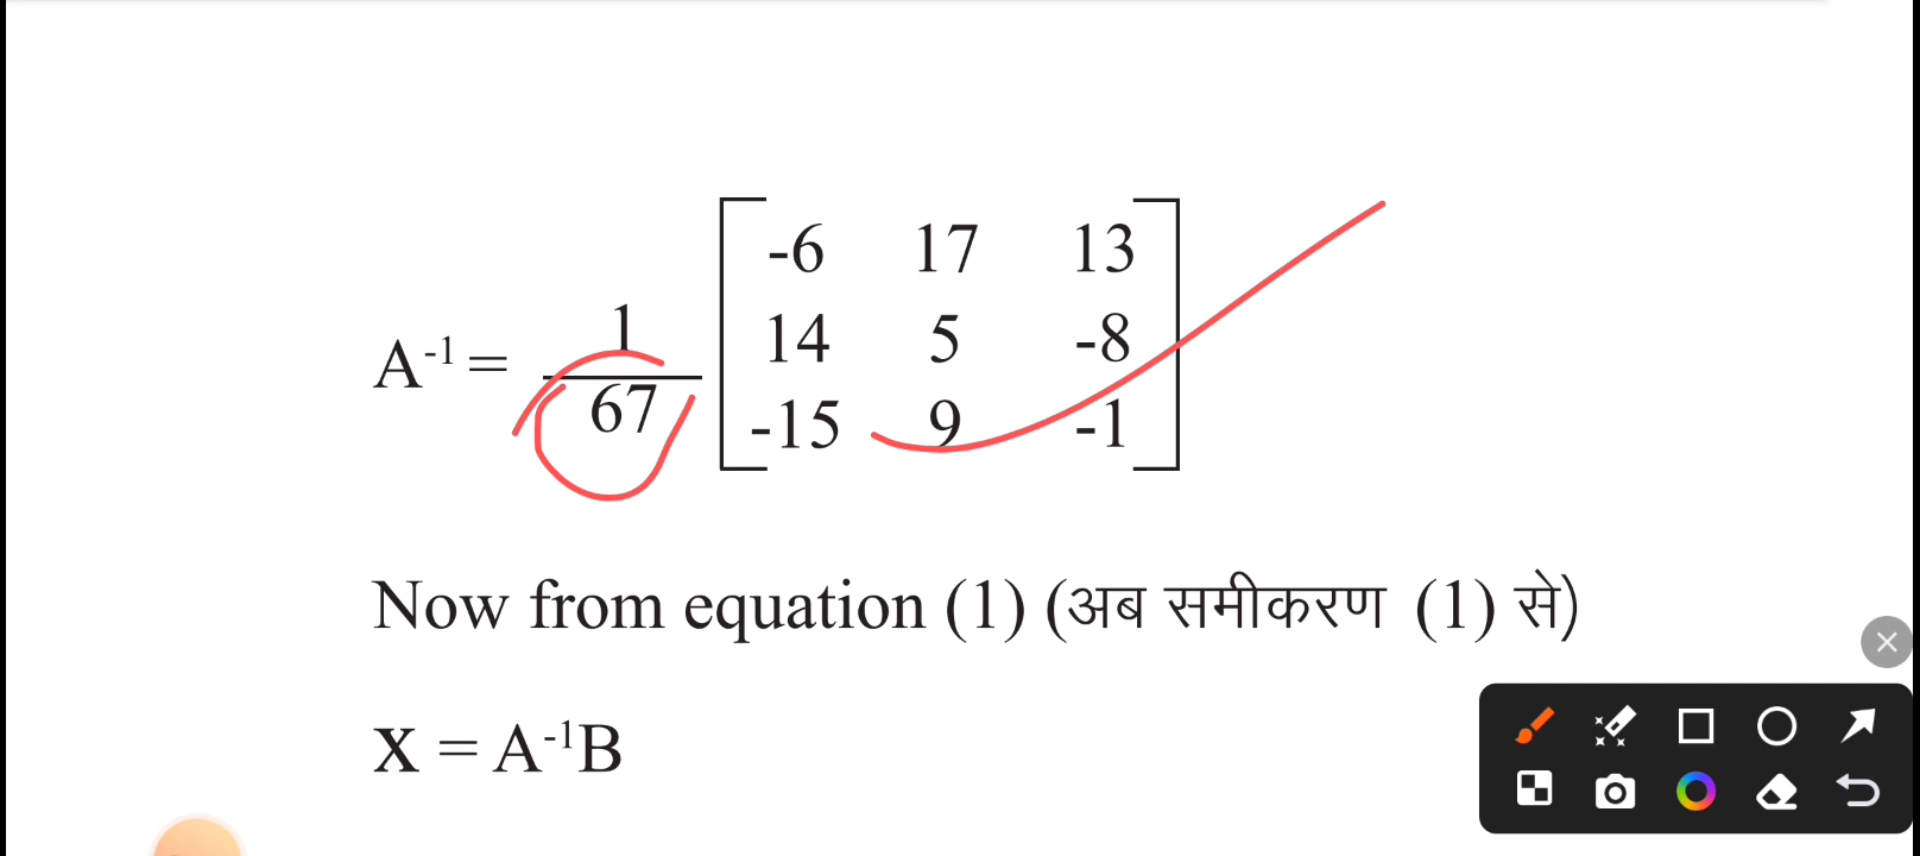 A-1 = 1/67 [-6 17 13
14 5 -8
-15 9 -1]
Now from equation (1) (अब समीकरण (1) से)
X = A-1B